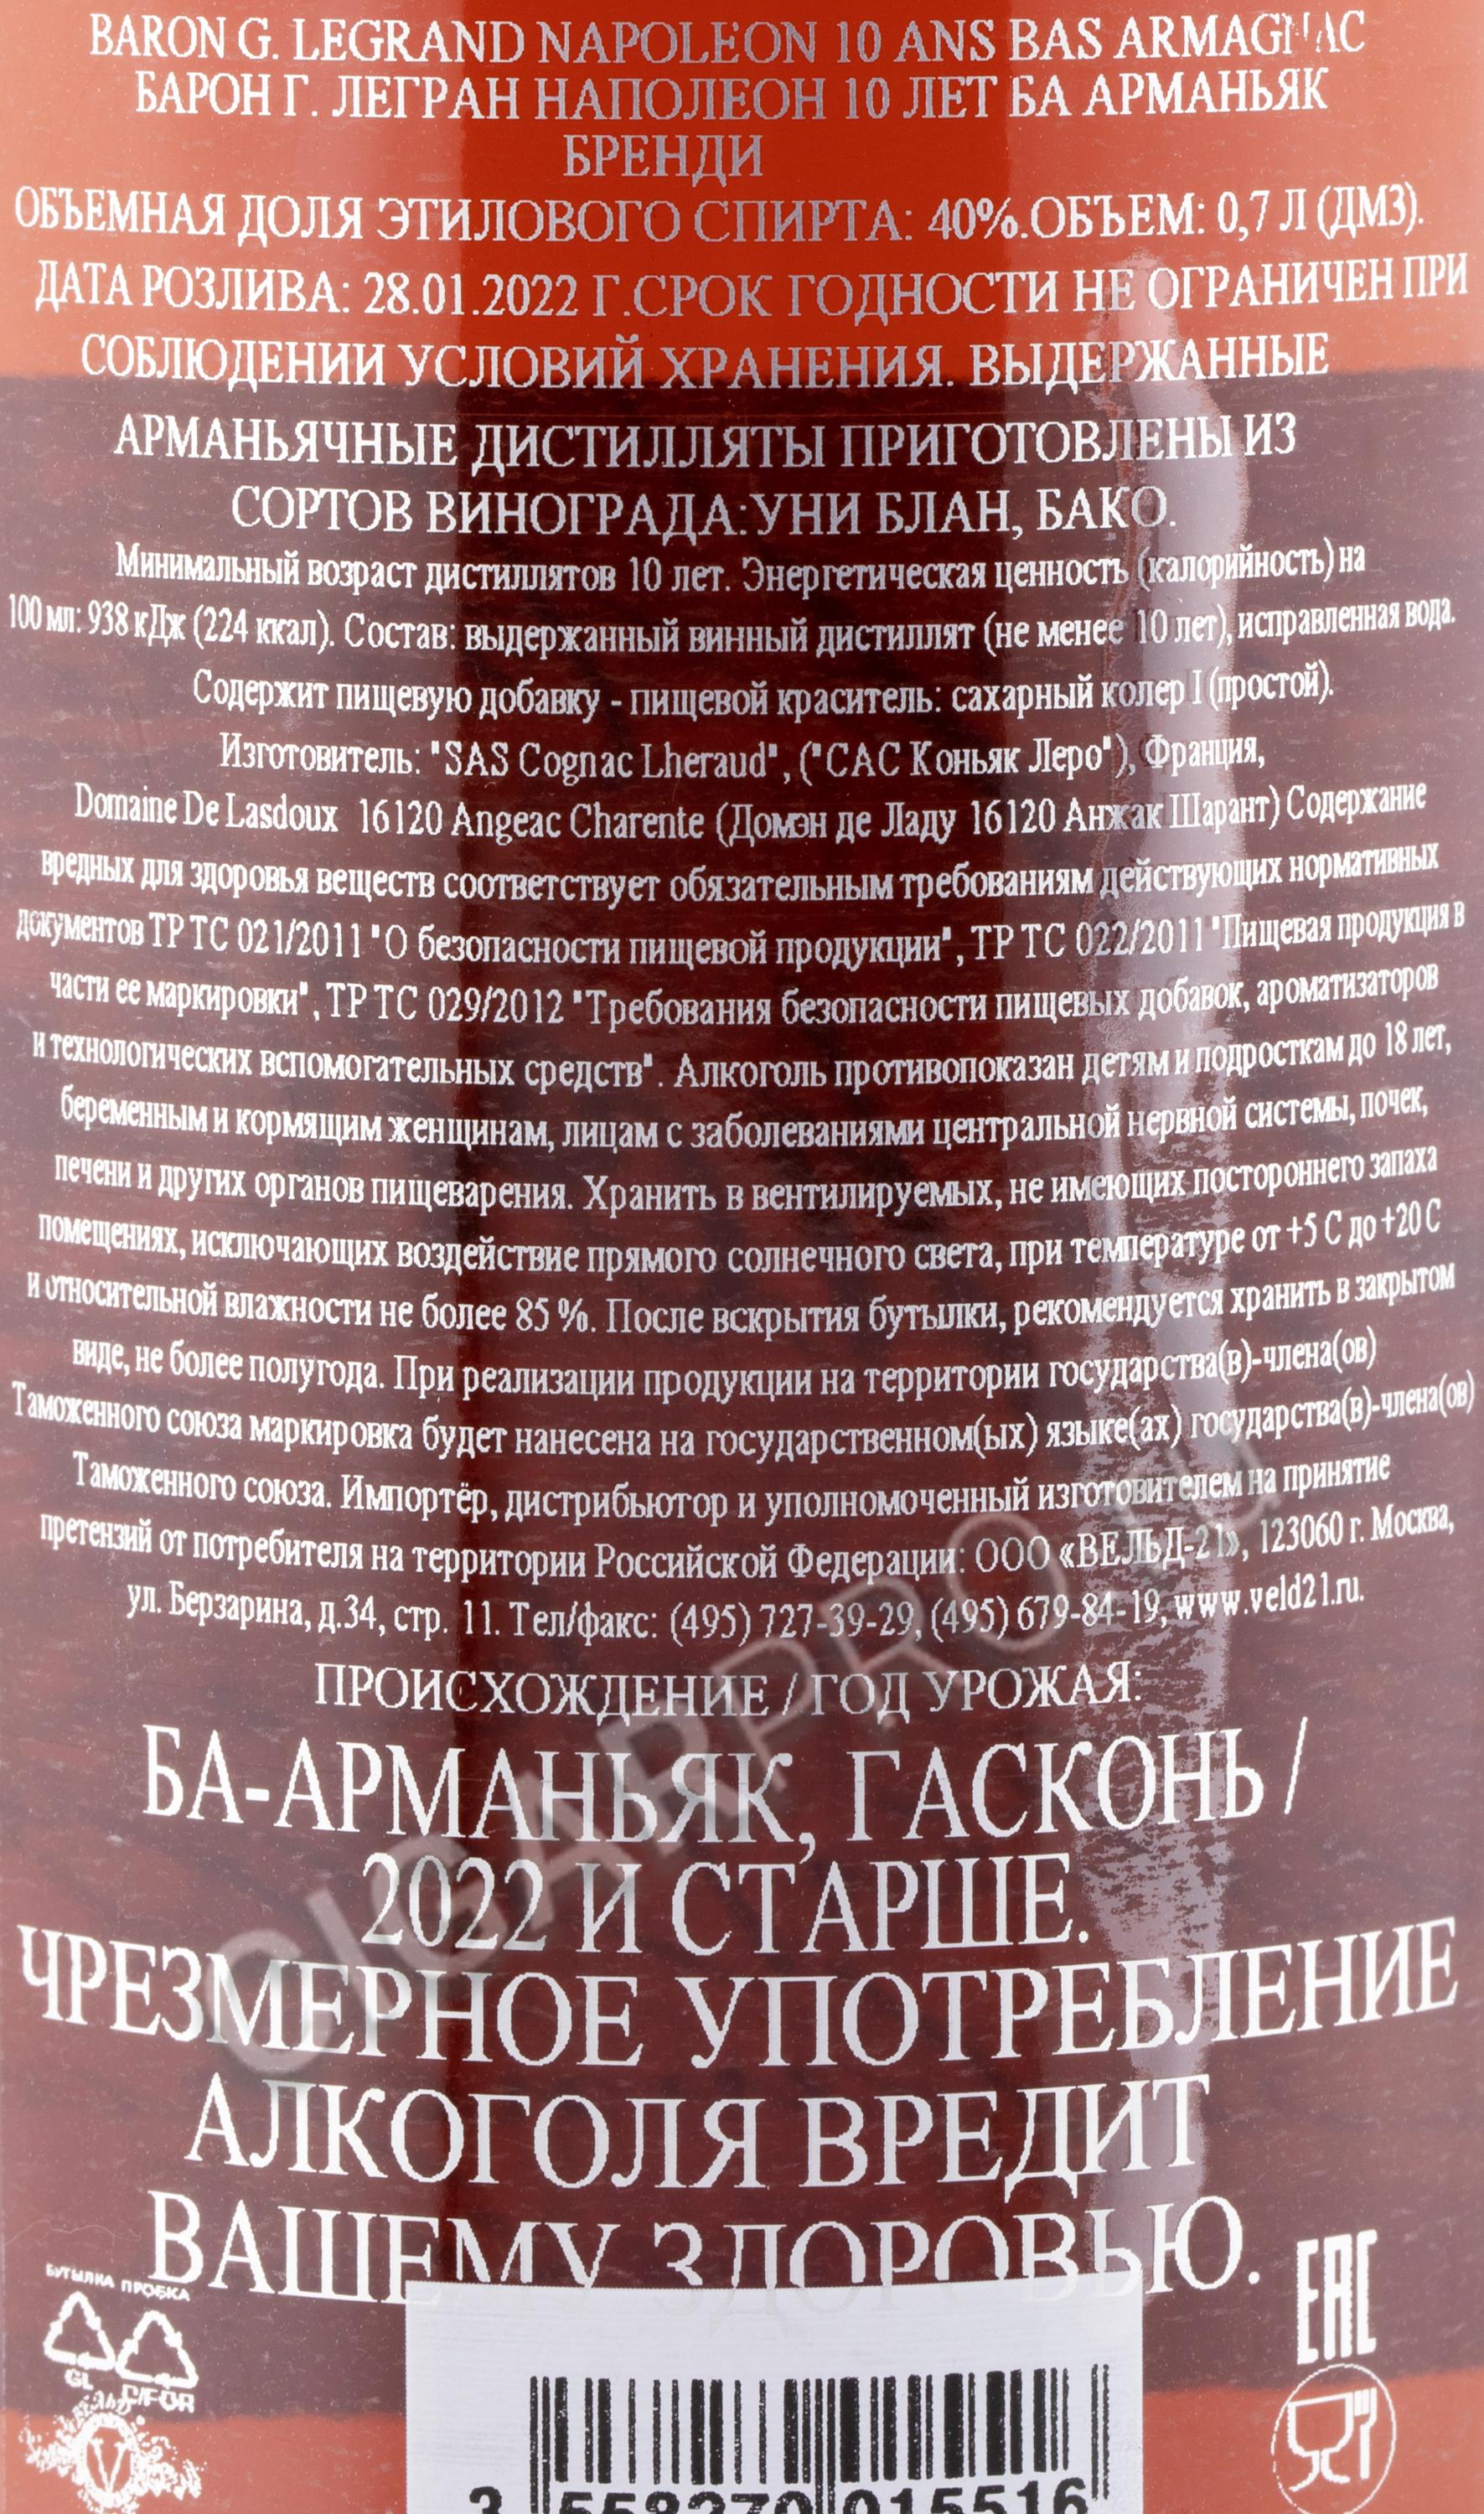 BARON G. LEGRAND NAPOLEON 10 ANS BAS ARMAGNAC
БАРОН Г. ЛЕГРАН НАПОЛЕОН 10 ЛЕТ БА АРМАНЬЯК
БРЕНДИ
ОБЪЕМНАЯ ДОЛЯ ЭТИЛОВОГО СПИРТА: 40%.ОБЪЕМ: 0,7 Л (ДМ3).
ДАТА РОЗЛИВА: 28.01.2022 Г.СРОК ГОДНОСТИ НЕ ОГРАНИЧЕН ПРИ
СОБЛЮДЕНИИ УСЛОВИЙ ХРАНЕНИЯ. ВЫДЕРЖАННЫЕ
АРМАНЬЯЧНЫЕ ДИСТИЛЛЯТЫ ПРИГОТОВЛЕНЫ ИЗ
СОРТОВ ВИНОГРАДА:УНИ БЛАН, БАКО.
Минимальный возраст дистиллятов 10 лет. Энергетическая ценность (калорийность) на
100 мл: 938 кДж (224 ккал). Состав: выдержанный винный дистиллят (не менее 10 лет), исправленная вода.
Содержит пищевую добавку - пищевой краситель: сахарный колер I (простой).
Изготовитель: "SAS Cognac Lheraud", ("САС Коньяк Леро"), Франция,
Domaine De Lasdoux 16120 Angeac Charente (Домэн де Ладу 16120 Анжак Шарант) Содержание
вредных для здоровья веществ соответствует обязательным требованиям действующих нормативных
документов ТР ТС 021/2011 "О безопасности пищевой продукции", ТР ТС 022/2011 "Пищевая продукция в
части ее маркировки", ТР ТС 029/2012 "Требования безопасности пищевых добавок, ароматизаторов
и технологических вспомогательных средств". Алкоголь противопоказан детям и подросткам до 18 лет,
беременным и кормящим женщинам, лицам с заболеваниями центральной нервной системы, почек,
печени и других органов пищеварения. Хранить в вентилируемых, не имеющих постороннего запаха
помещениях, исключающих воздействие прямого солнечного света, при температуре от +5 С до +20 С
и относительной влажности не более 85 %. После вскрытия бутылки, рекомендуется хранить в закрытом
виде, не более полугода. При реализации продукции на территории государства(в)-члена(ов)
Таможенного союза маркировка будет нанесена на государственном(ых) языке(ах) государства(в)-члена(ов)
Таможенного союза. Импортёр, дистрибьютор и уполномоченный изготовителем на принятие
претензий от потребителя на территории Российской Федерации: ООО «ВЕЛЬД-21», 123060 г. Москва,
ул. Берзарина, д.34, стр. 11. Тел/факс: (495) 727-39-29, (495) 679-84-19, www.veld21.ru.
ПРОИСХОЖДЕНИЕ / ГОД УРОЖАЯ:
БА-АРМАНЬЯК, ГАСКОНЬ /
2022 И СТАРШЕ.
ЧРЕЗМЕРНОЕ УПОТРЕБЛЕНИЕ
АЛКОГОЛЯ ВРЕДИТ
ВАШЕМУ ЗДОРОВЬЮ.
БУТЫЛКА ПРОБКА
GL C/FOR
EAC
V
3 558270 015516
CIGARPRO.RU